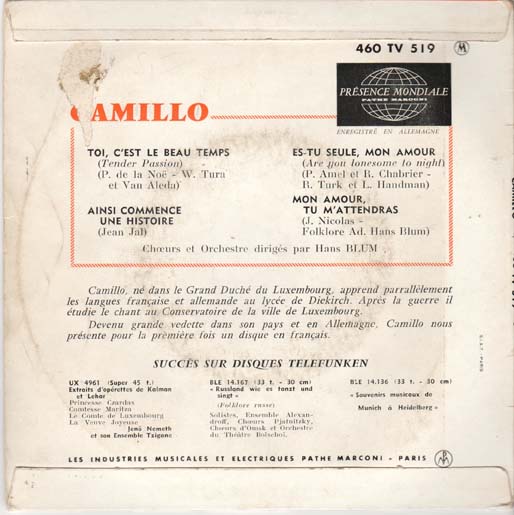 460 TV 519 M
PRÉSENCE MONDIALE
PATHE MARCONI
ENREGISTRÉ EN ALLEMAGNE
CAMILLO
TOI, C'EST LE BEAU TEMPS
(Tender Passion) -
(P. de la Noë - W. Tura
et Van Aleda)
AINSI COMMENCE
UNE HISTOIRE
(Jean Jal)
ES-TU SEULE, MON AMOUR
(Are you lonesome to night)
(P. Amel et R. Chabrier -
R. Turk et L. Handman)
MON AMOUR,
TU M'ATTENDRAS
(J. Nicolas -
Folklore Ad. Hans Blum)
Chœurs et Orchestre dirigés par Hans BLUM
Camillo, né dans le Grand Duché du Luxembourg, apprend parrallèlement
les langues française et allemande au lycée de Diekirch. Après la guerre il
étudie le chant au Conservatoire de la ville de Luxembourg.
Devenu grande vedette dans son pays et en Allemagne, Camillo nous
présente pour la première fois un disque en français.
SUCCÈS SUR DISQUES TELEFUNKEN
UX 4961 (Super 45 t.)
Extraits d'opérettes de Kalman
et Lehar
Princesse Czardas
Comtesse Maritza
Le Comte de Luxembourg
La Veuve Joyeuse
Jenö Nemeth
et son Ensemble Tzigane
BLE 14.167 (33 t. - 30 cm)
« Russland wie es tanzt und
singt »
(Folklore russe)
Solistes, Ensemble Alexan-
droff, Chœurs Pjatnitzky,
Chœurs d'Omsk et Orchestre
du Théâtre Bolschoi.
BLE 14.136 (33 t. - 30 cm)
« Souvenirs musicaux de
Munich à Heidelberg »
LES INDUSTRIES MUSICALES ET ELECTRIQUES PATHE MARCONI - PARIS